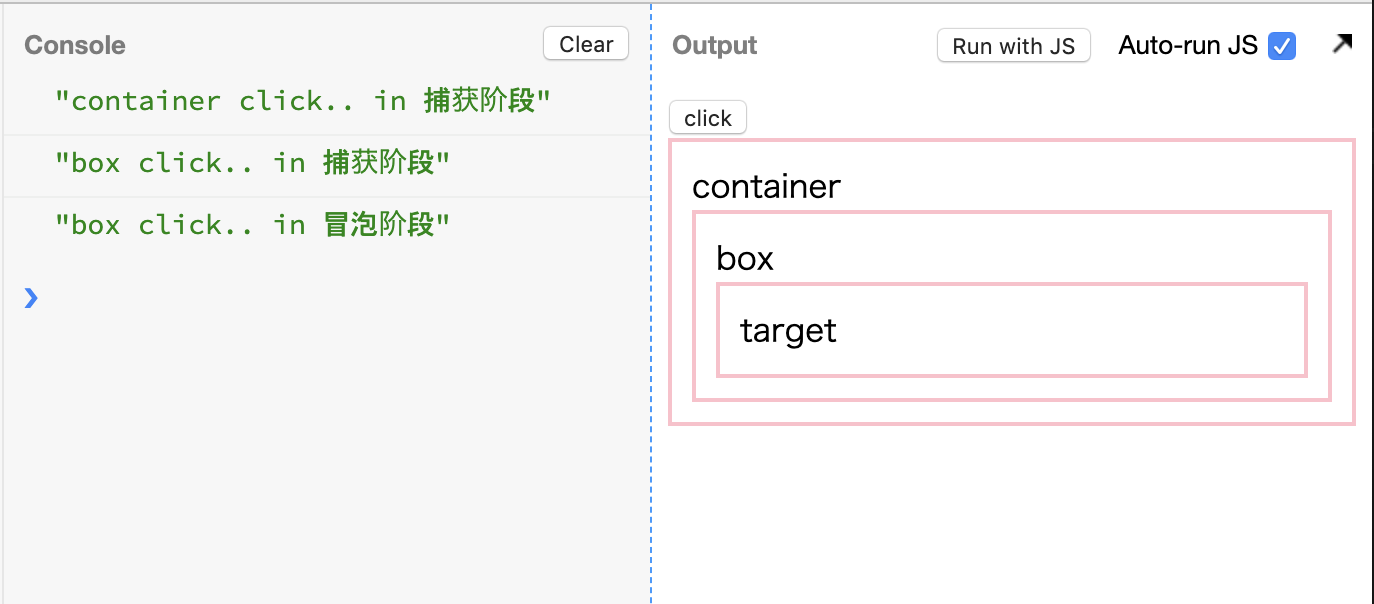 Console
Clear
"container click.. in 捕获阶段"
"box click.. in 捕获阶段"
"box click.. in 冒泡阶段"
Output
Run with JS
Auto-run JS
click
container
box
target